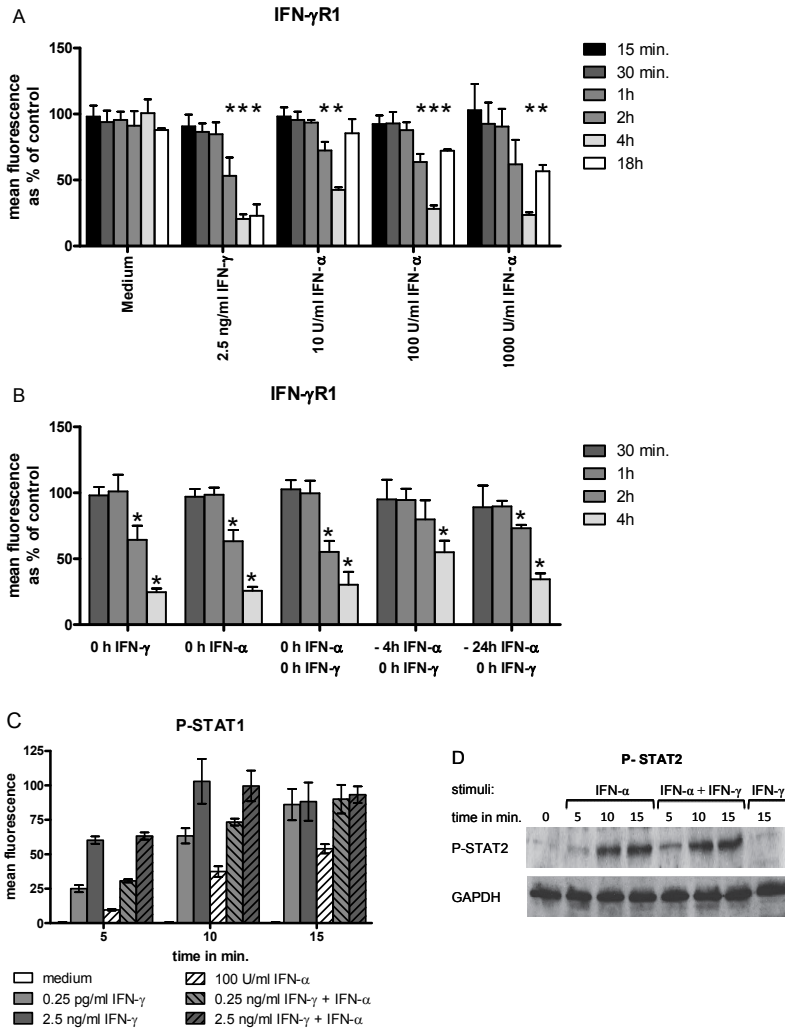 A
IFN-γR1
mean fluorescence
as % of control
150
100
50
0
*** ** *** **
Medium
2.5 ng/ml IFN-γ
10 U/ml IFN-α
100 U/ml IFN-α
1000 U/ml IFN-α
15 min.
30 min.
1h
2h
4h
18h
B
IFN-γR1
mean fluorescence
as % of control
150
100
50
0
* * * * * * * * *
0 h IFN-γ
0 h IFN-α
0 h IFN-α
0 h IFN-γ
- 4h IFN-α
0 h IFN-γ
- 24h IFN-α
0 h IFN-γ
30 min.
1h
2h
4h
C
P-STAT1
mean fluorescence
125
100
75
50
25
0
5 10 15
time in min.
medium
0.25 pg/ml IFN-γ
2.5 ng/ml IFN-γ
100 U/ml IFN-α
0.25 ng/ml IFN-γ + IFN-α
2.5 ng/ml IFN-γ + IFN-α
D
P- STAT2
stimuli: IFN-α IFN-α + IFN-γ IFN-γ
time in min. 0 5 10 15 5 10 15 15
P-STAT2
GAPDH